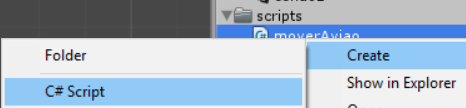 scripts
moverAviao
Folder
Create
C# Script
Show in Explorer